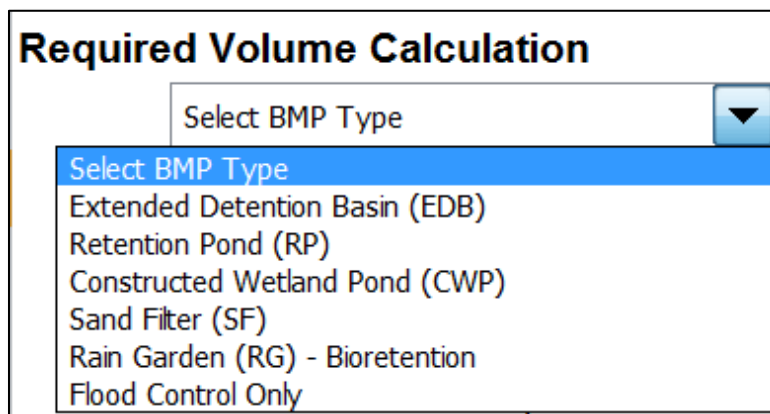 Required Volume Calculation
Select BMP Type
Select BMP Type
Extended Detention Basin (EDB)
Retention Pond (RP)
Constructed Wetland Pond (CWP)
Sand Filter (SF)
Rain Garden (RG) - Bioretention
Flood Control Only